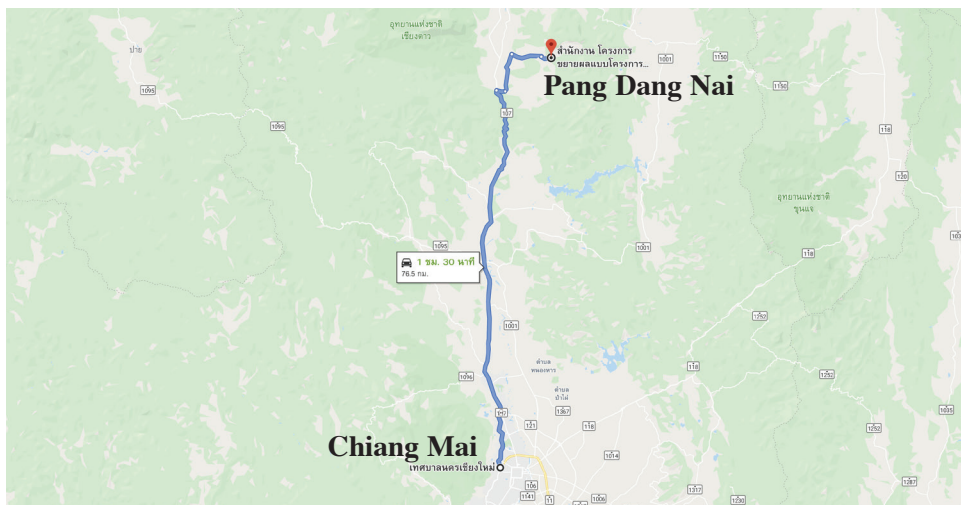 อุทยานแห่งชาติ
เชียงดาว
ปาย
1095
1095
สำนักงาน โครงการ
ขยายผลแบบโครงการ...
Pang Dang Nai
1001
1150
1150
107
118
120
อุทยานแห่งชาติ
ขุนแจ
1095
1001
118
1 ชม. 30 นาที
76.5 กม.
1001
1252
ตำบล
หนองหาร
118
1096
1252
ตำบล
ป่าไผ่
107
1367
1035
121
118
1252
Chiang Mai
เทศบาลนครเชียงใหม่
1014
106
1141
11
1006
1317
1230
1287